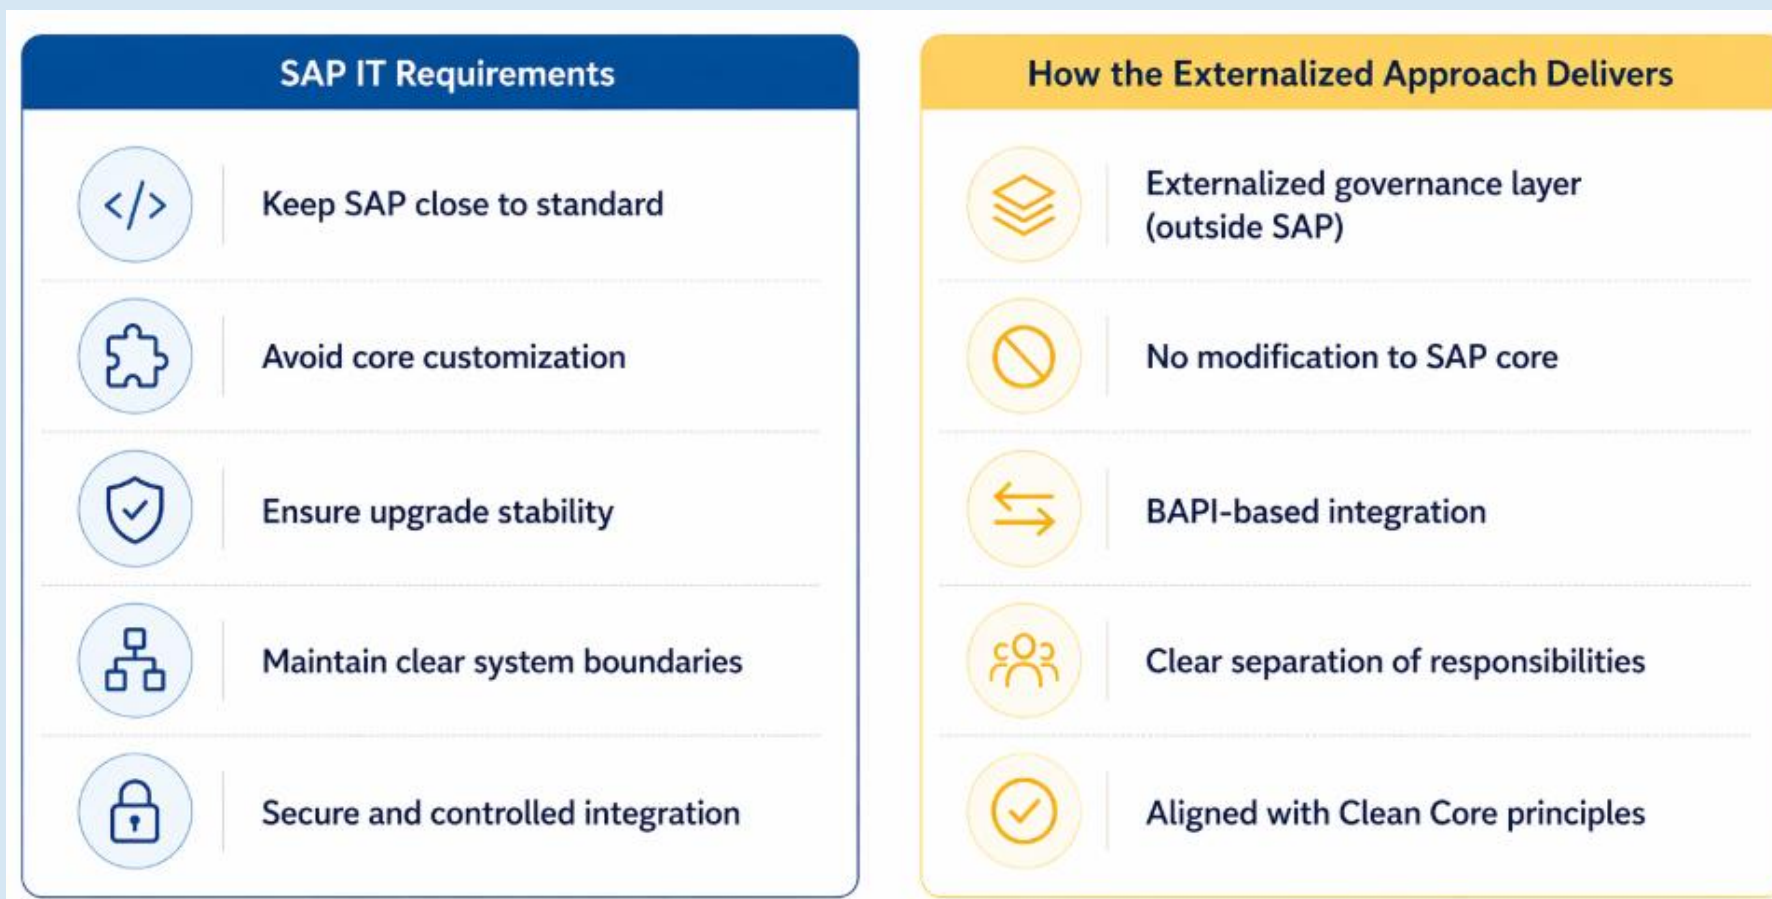 SAP IT Requirements
Keep SAP close to standard
Avoid core customization
Ensure upgrade stability
Maintain clear system boundaries
Secure and controlled integration
How the Externalized Approach Delivers
Externalized governance layer
(outside SAP)
No modification to SAP core
BAPI-based integration
Clear separation of responsibilities
Aligned with Clean Core principles